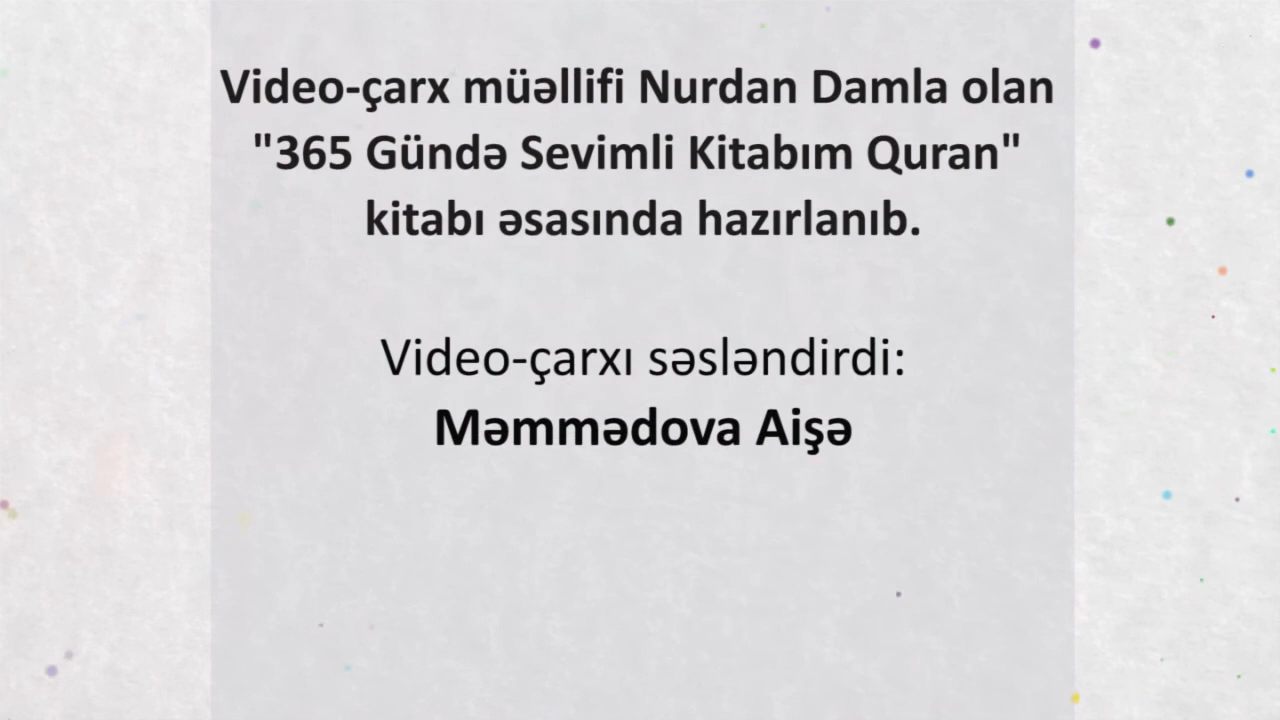 Video-çarx müəllifi Nurdan Damla olan
"365 Gündə Sevimli Kitabım Quran"
kitabı əsasında hazırlanıb.
Video-çarxı səsləndirdi:
Məmmədova Aişə